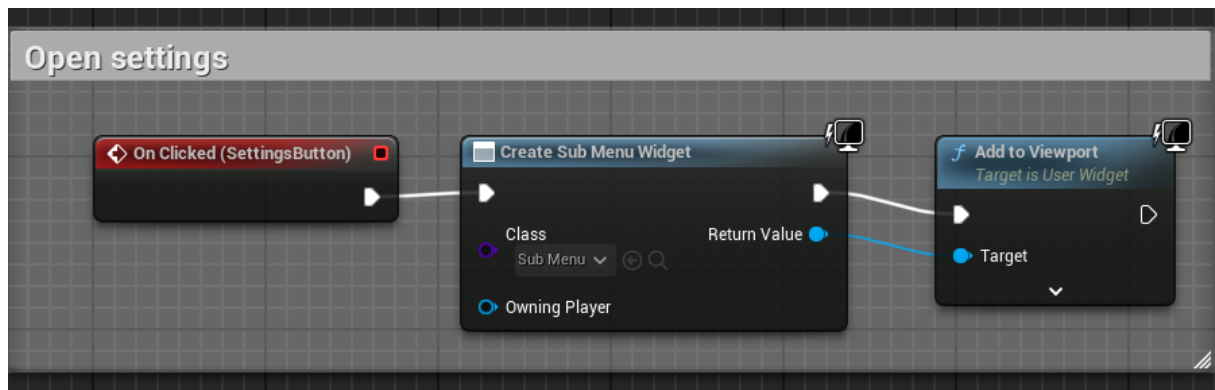 Open settings
On Clicked (SettingsButton)
Create Sub Menu Widget
Class
Sub Menu
Return Value
Owning Player
f Add to Viewport
Target is User Widget
Target